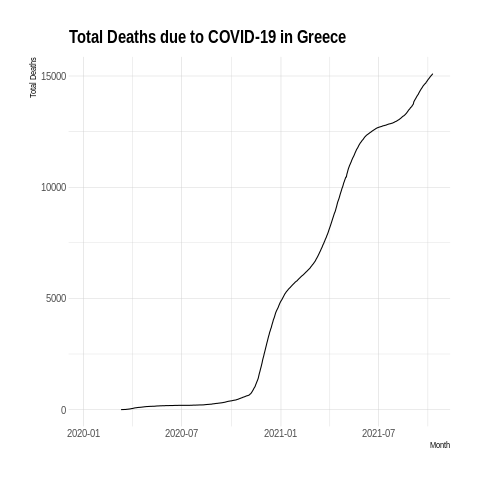 Total Deaths due to COVID-19 in Greece
Total Deaths
15000
10000
5000
0
2020-01 2020-07 2021-01 2021-07
Month